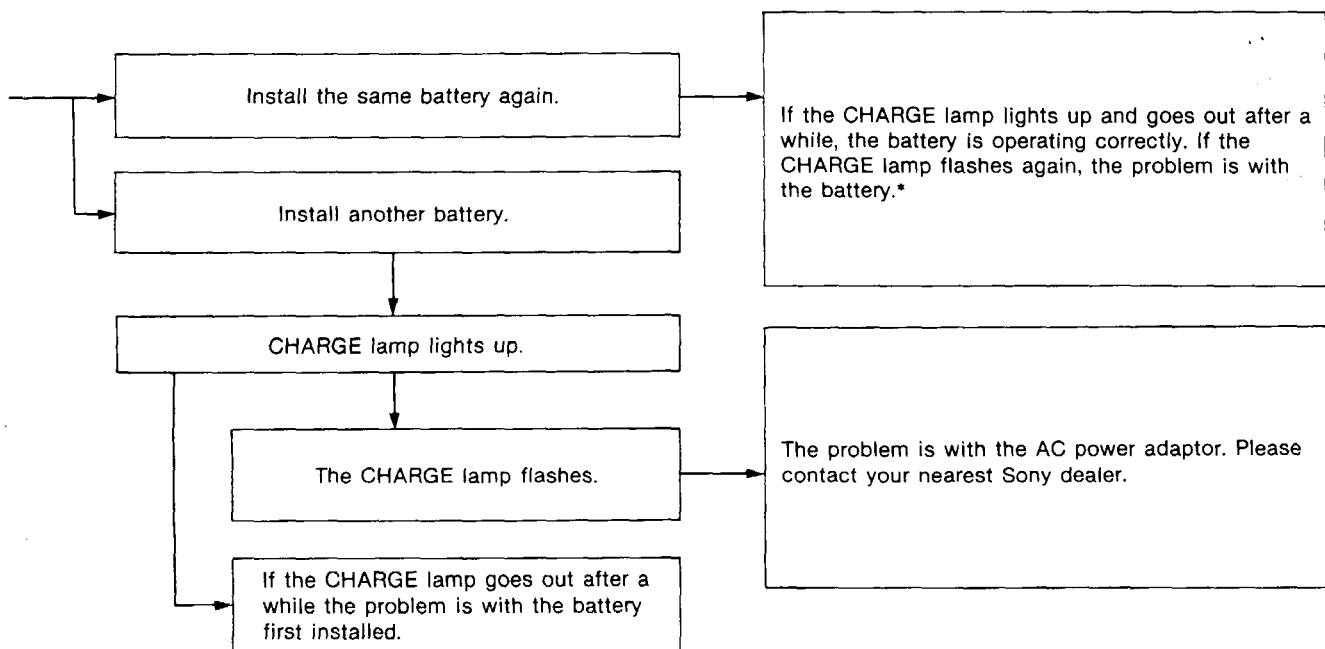 Install the same battery again.
If the CHARGE lamp lights up and goes out after a
while, the battery is operating correctly. If the
CHARGE lamp flashes again, the problem is with
the battery.*
Install another battery.
CHARGE lamp lights up.
The CHARGE lamp flashes.
The problem is with the AC power adaptor. Please
contact your nearest Sony dealer.
If the CHARGE lamp goes out after a
while the problem is with the battery
first installed.